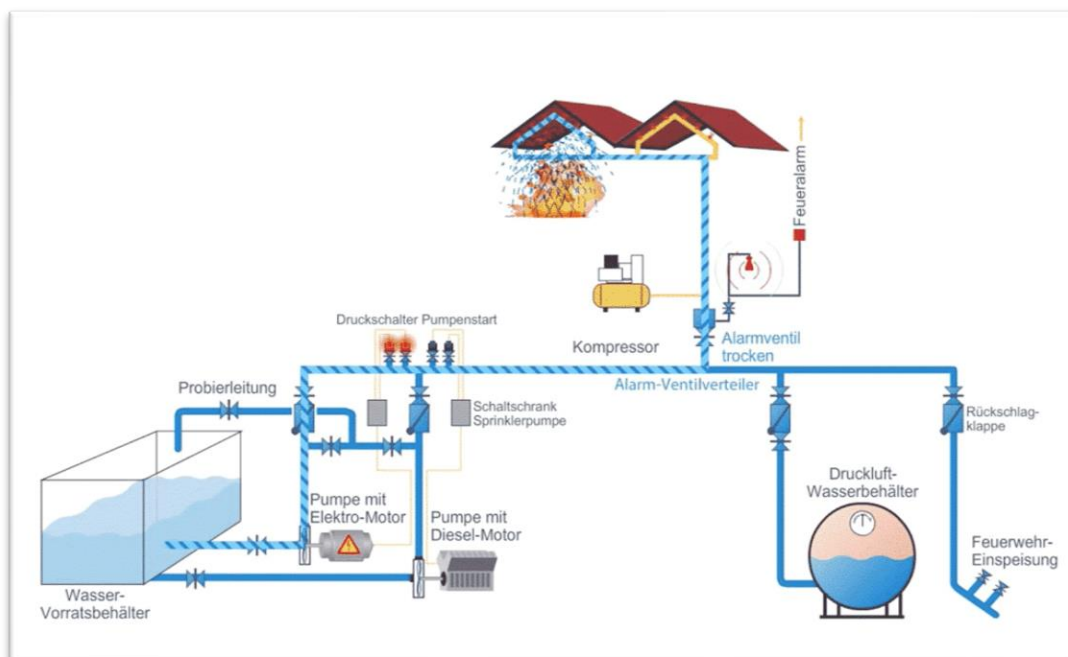 Feueralarm
Druckschalter Pumpenstart
Kompressor
Alarmventil
trocken
Alarm-Ventilverteiler
Probierleitung
Schaltschrank
Sprinklerpumpe
Rückschlag-
klappe
Druckluft-
Wasserbehälter
Pumpe mit
Elektro-Motor
Pumpe mit
Diesel-Motor
Feuerwehr-
Einspeisung
Wasser-
Vorratsbehälter